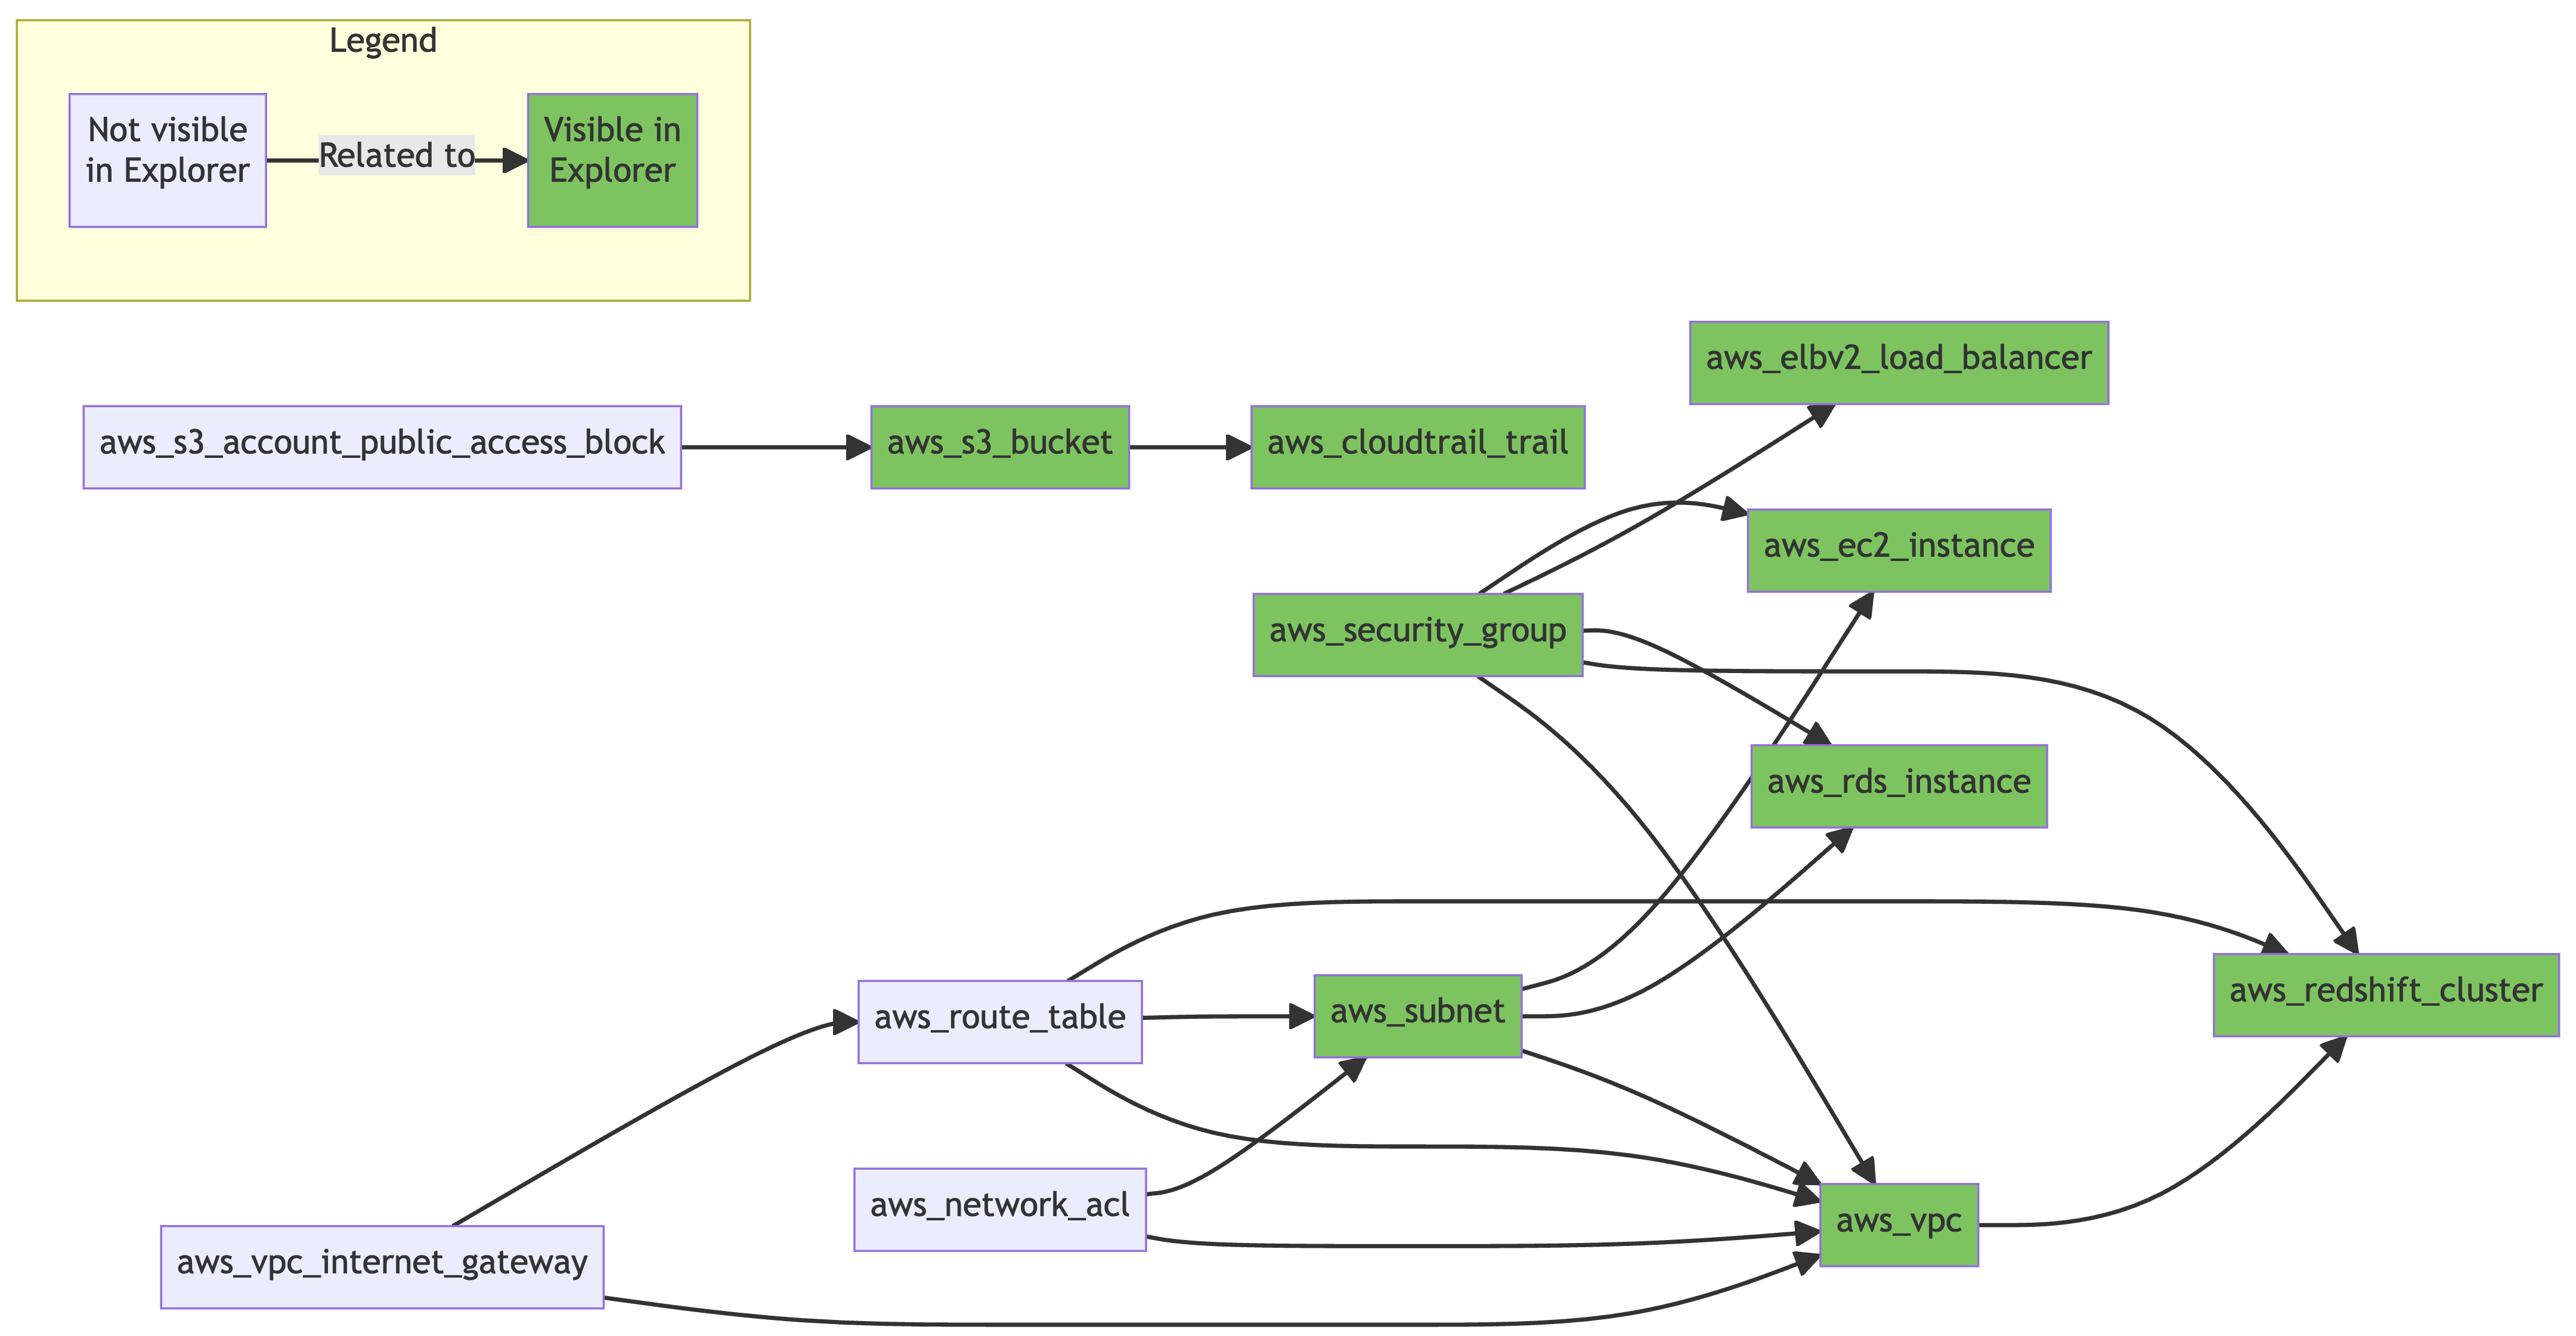 Legend
Not visible
in Explorer
Related to
Visible in
Explorer
aws_elbv2_load_balancer
aws_s3_account_public_access_block
aws_s3_bucket
aws_cloudtrail_trail
aws_ec2_instance
aws_security_group
aws_rds_instance
aws_redshift_cluster
aws_route_table
aws_subnet
aws_network_acl
aws_vpc
aws_vpc_internet_gateway